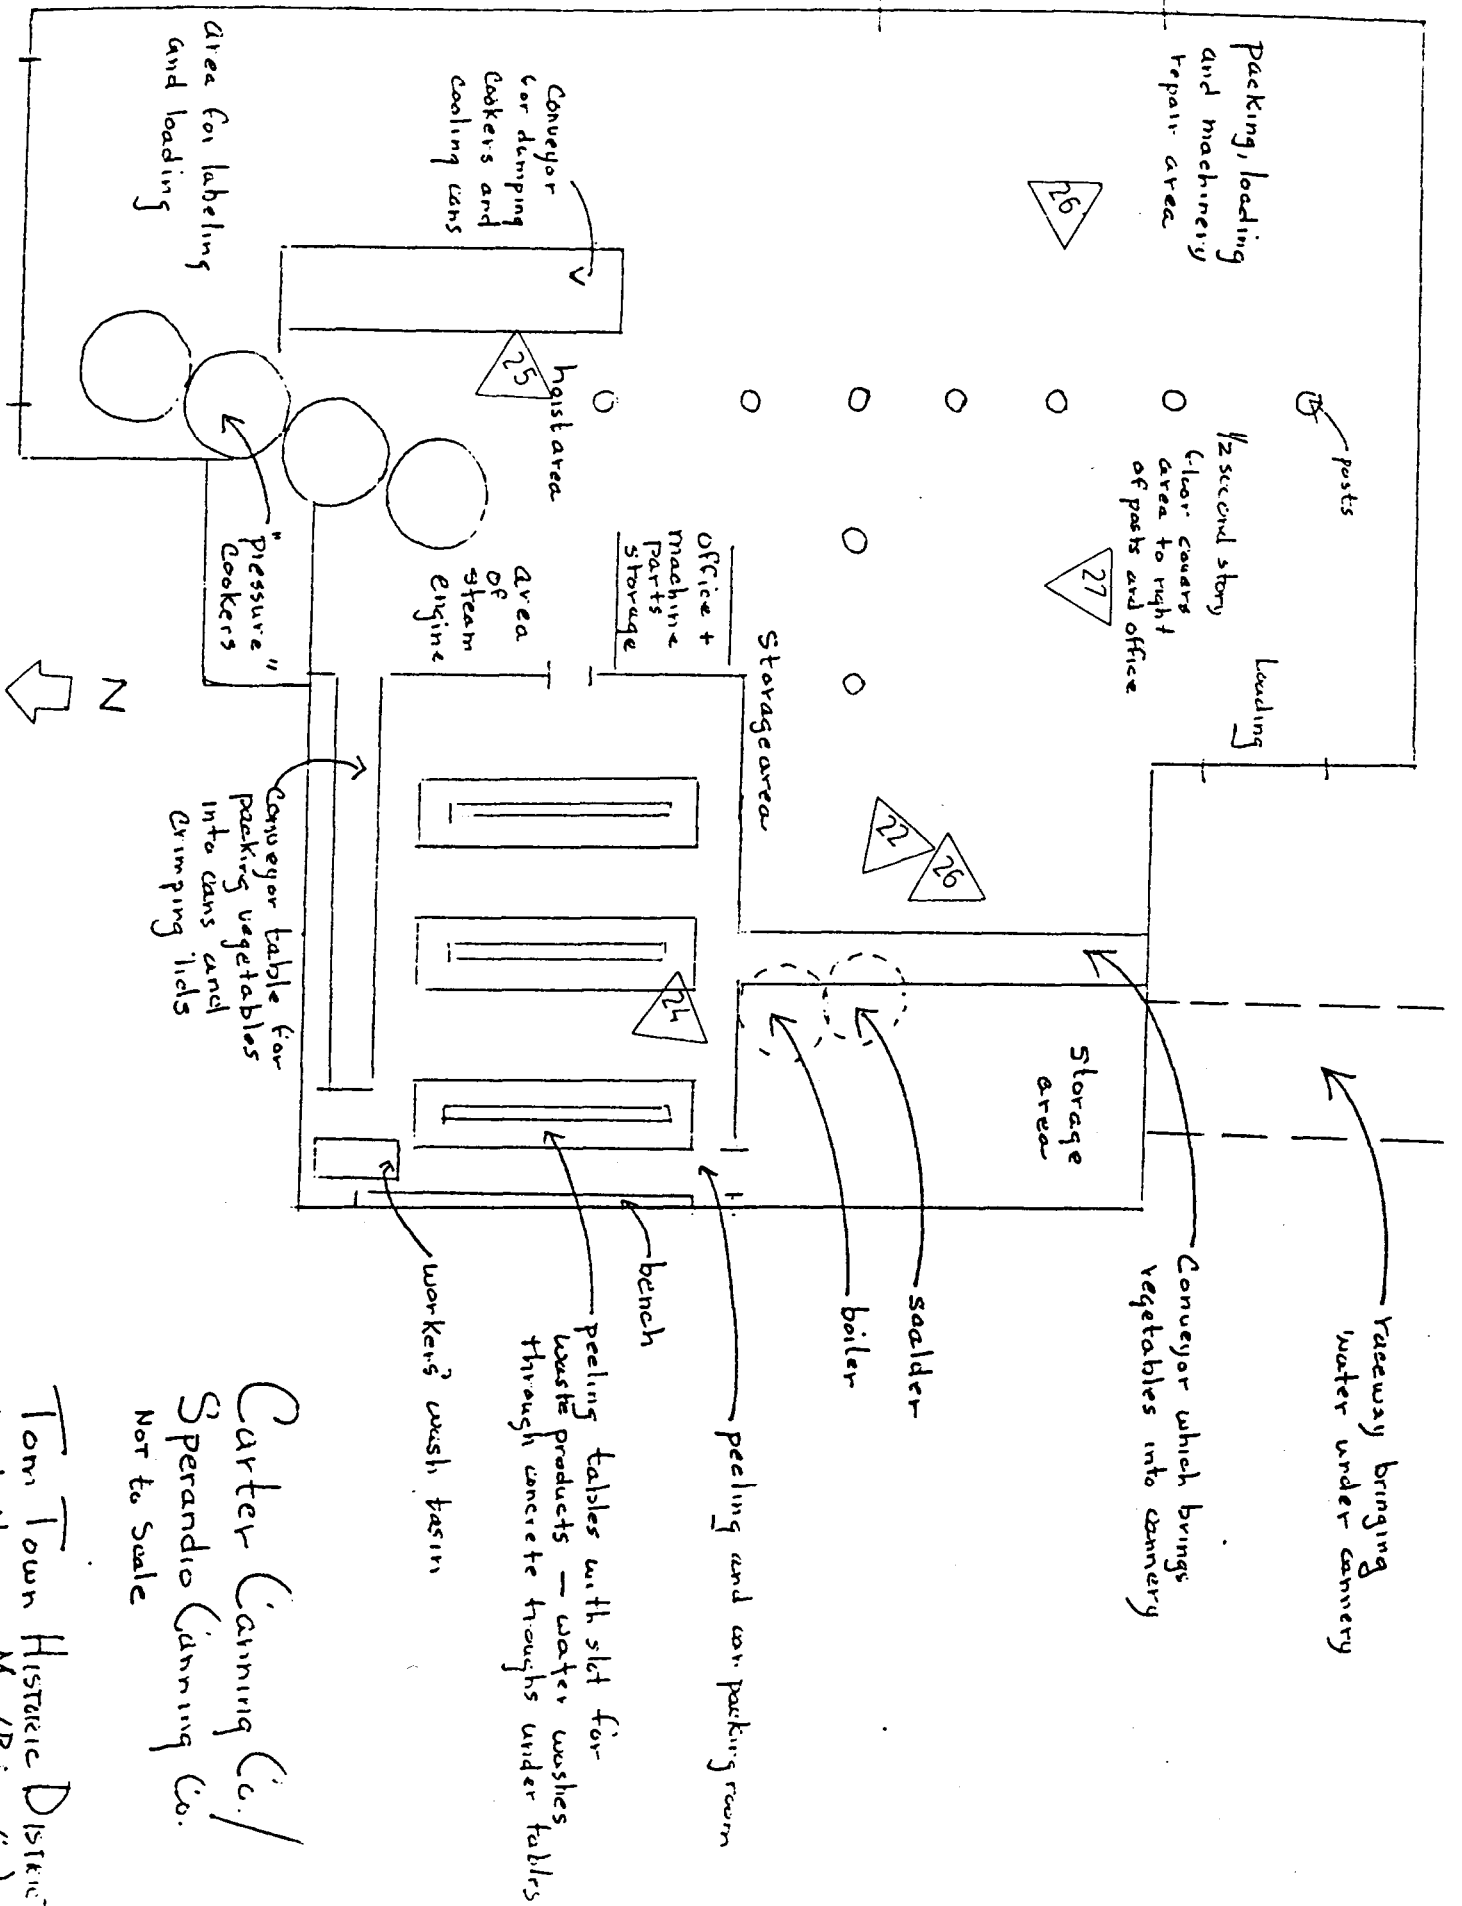 raceway bringing
water under cannery
Conveyor which brings
vegetables into cannery
posts
Packing, loading
and machinery
repair area
26
1/2 second story,
floor covers
area to right
of posts and office
27
Loading
Storage
area
22
26
scalder
boiler
Storage area
peeling and can packing room
office +
machine
parts
storage
24
bench
peeling tables with slot for
waste products — water washes
through concrete troughs under tables
Conveyor
for dumping
cookers and
cooling cans
hoist area
25
area
of
steam
engine
workers' wash basin
area for labeling
and loading
"Pressure"
Cookers
Conveyor table for
packing vegetables
into cans and
crimping lids
N
Carter Canning Co./
Sperandio Canning Co.
Not to Scale
Tom Town Historic Distric